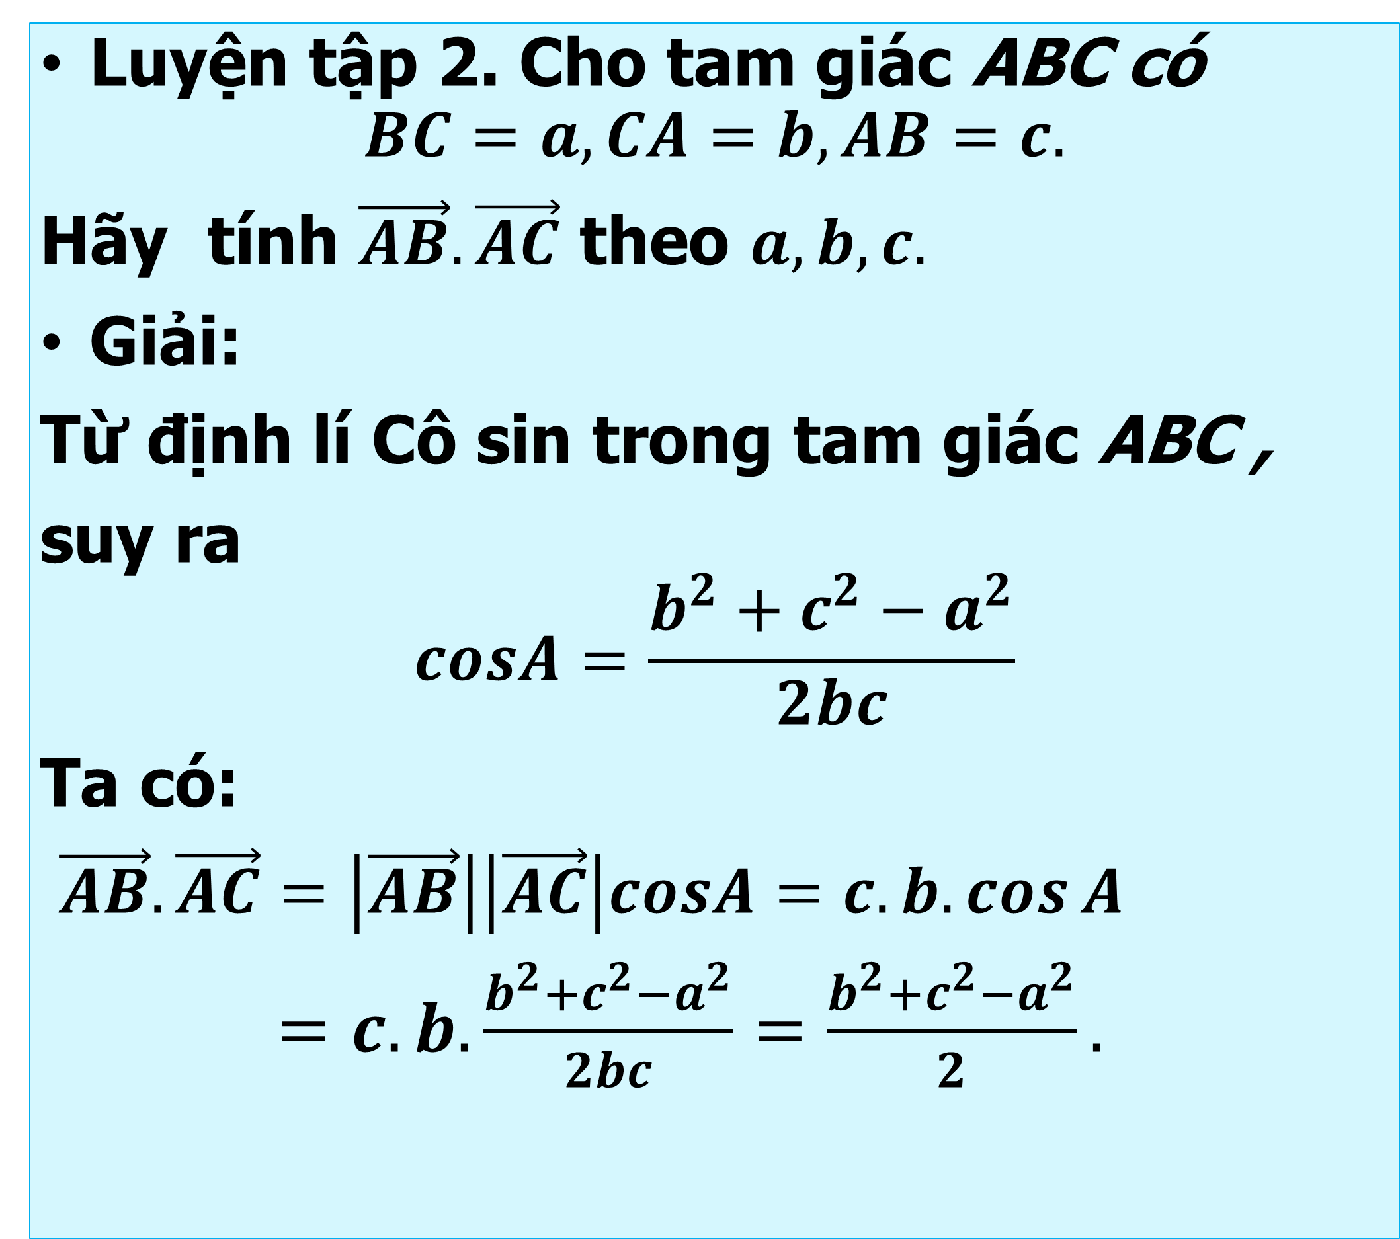 • Luyện tập 2. Cho tam giác ABC có
BC = a, CA = b, AB = c.
Hãy tính $\overrightarrow{AB}.\overrightarrow{AC}$ theo a, b, c.
• Giải:
Từ định lí Cô sin trong tam giác ABC ,
suy ra
$cosA = \frac{b^2 + c^2 - a^2}{2bc}$
Ta có:
$\overrightarrow{AB}.\overrightarrow{AC} = |\overrightarrow{AB}||\overrightarrow{AC}|cosA = c.b.cos A$
$= c.b.\frac{b^2+c^2-a^2}{2bc} = \frac{b^2+c^2-a^2}{2}.$